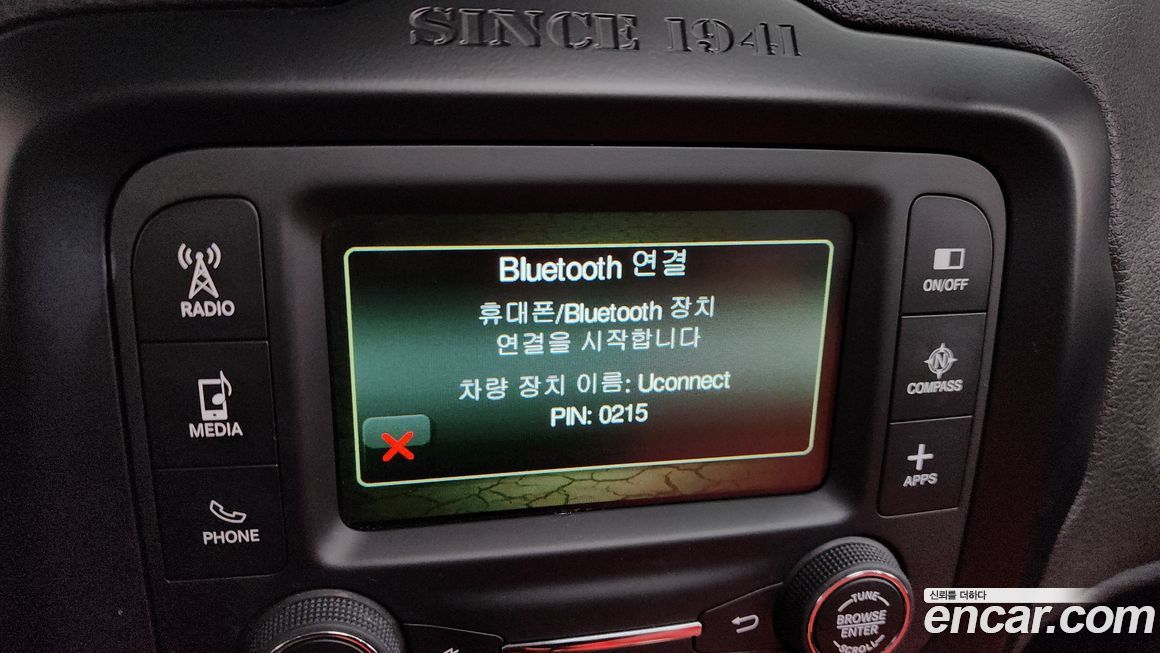 SINCE 1941
RADIO
MEDIA
PHONE
Bluetooth 연결
휴대폰/Bluetooth 장치
연결을 시작합니다
차량 장치 이름: Uconnect
PIN: 0215
ON/OFF
N
COMPASS
APPS
TUNE
BROWSE
ENTER
SCROLL
신뢰를 더하다
encar.com